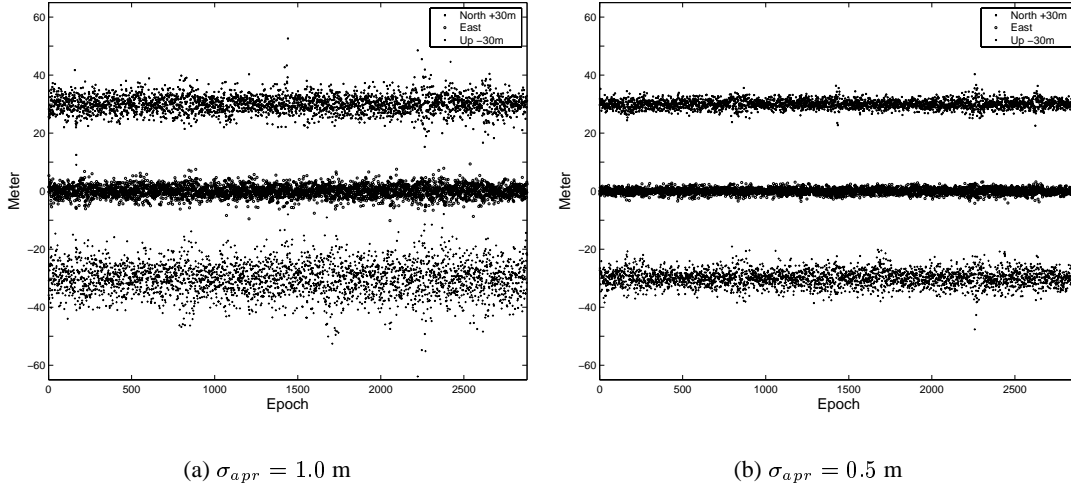 North +30m
East
Up −30m
60
40
20
0
−20
−40
−60
Meter
0 500 1000 1500 2000 2500
Epoch
(a) σapr = 1.0 m
North +30m
East
Up −30m
60
40
20
0
−20
−40
−60
Meter
0 500 1000 1500 2000 2500
Epoch
(b) σapr = 0.5 m